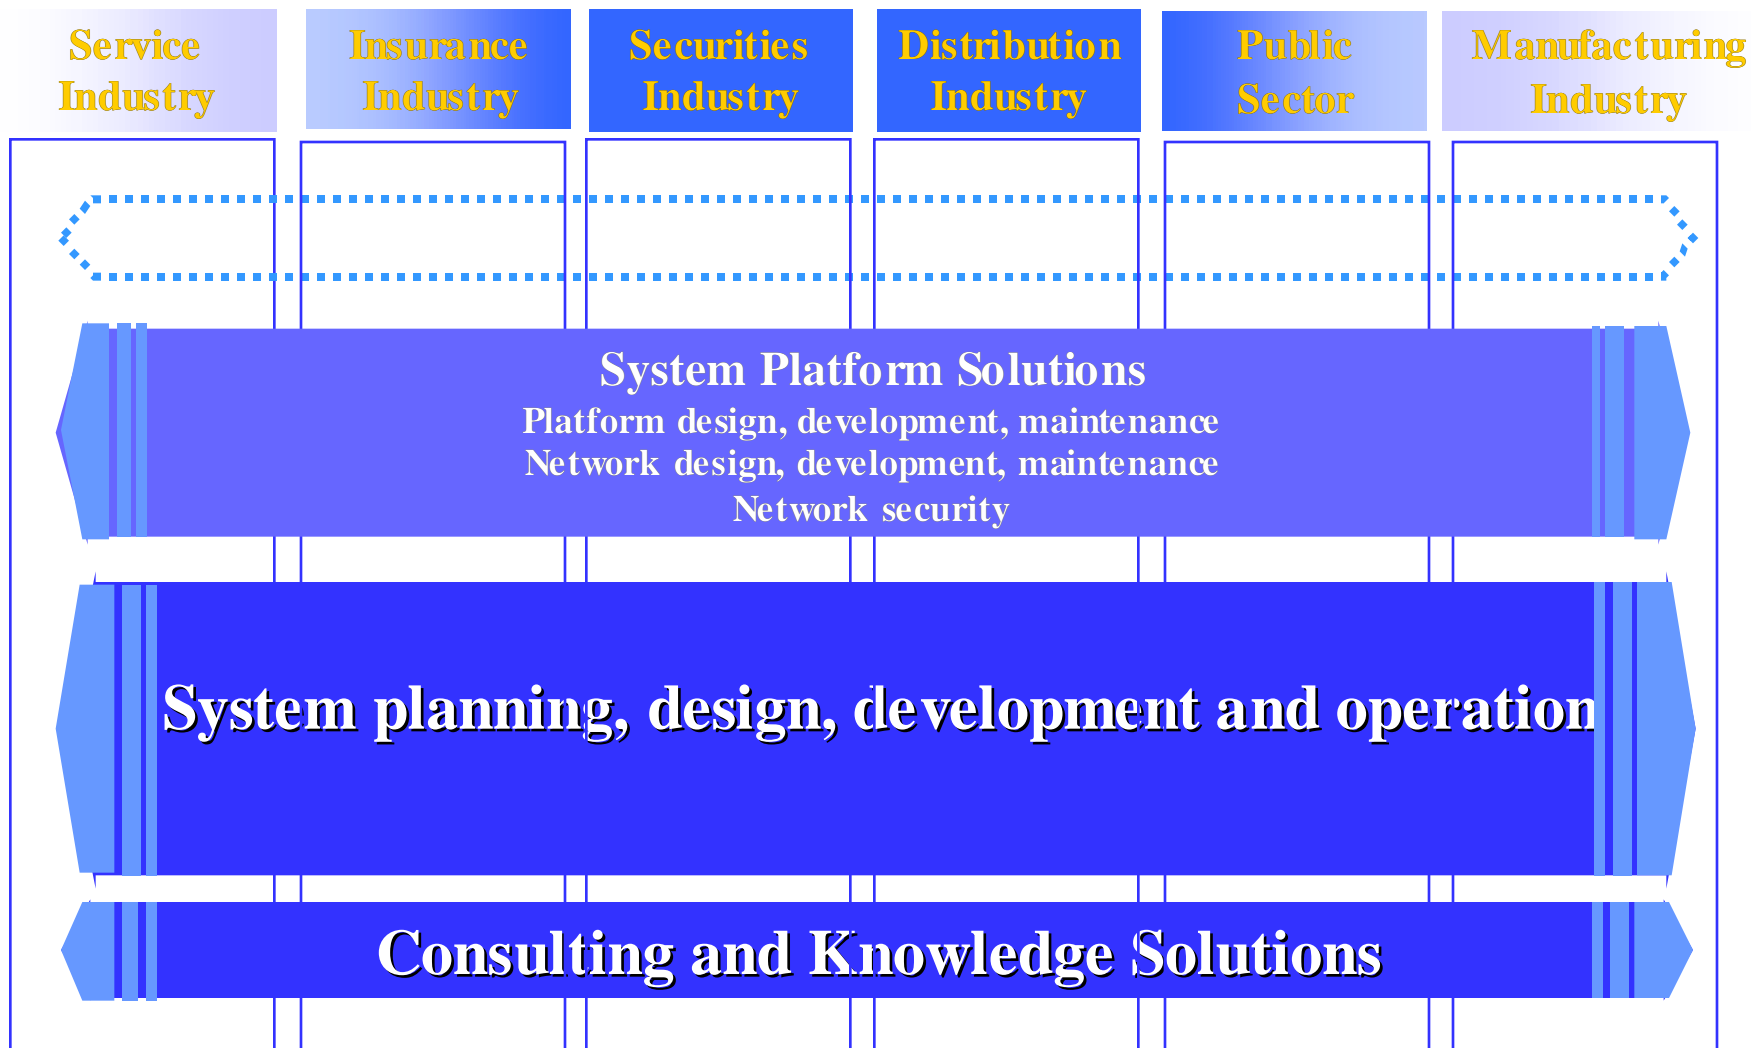 Service
Industry
Insurance
Industry
Securities
Industry
Distribution
Industry
Public
Sector
Manufacturing
Industry
System Platform Solutions
Platform design, development, maintenance
Network design, development, maintenance
Network security
System planning, design, development and operation
Consulting and Knowledge Solutions